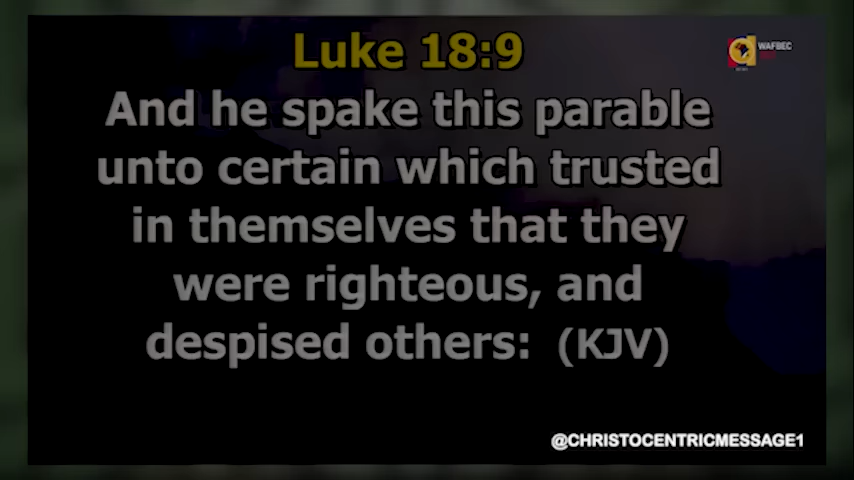 Luke 18:9
WAFBEC
And he spake this parable
unto certain which trusted
in themselves that they
were righteous, and
despised others: (KJV)
@CHRISTOCENTRICMESSAGE1